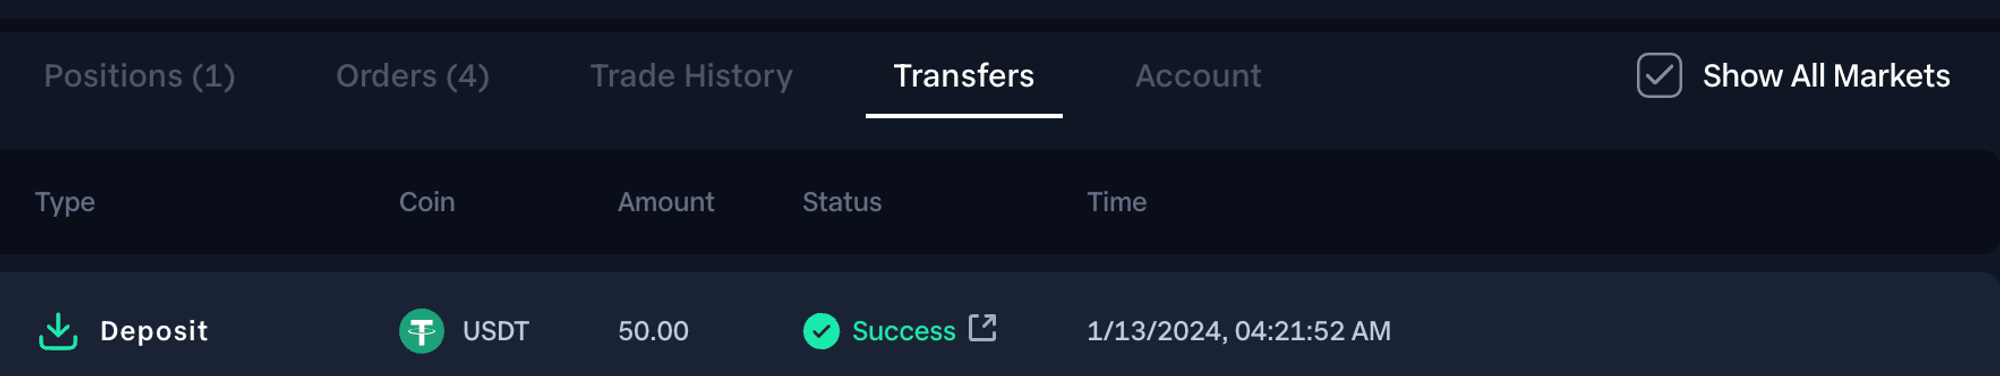 Positions (1) Orders (4) Trade History Transfers Account Show All Markets
Type Coin Amount Status Time
Deposit USDT 50.00 Success 1/13/2024, 04:21:52 AM